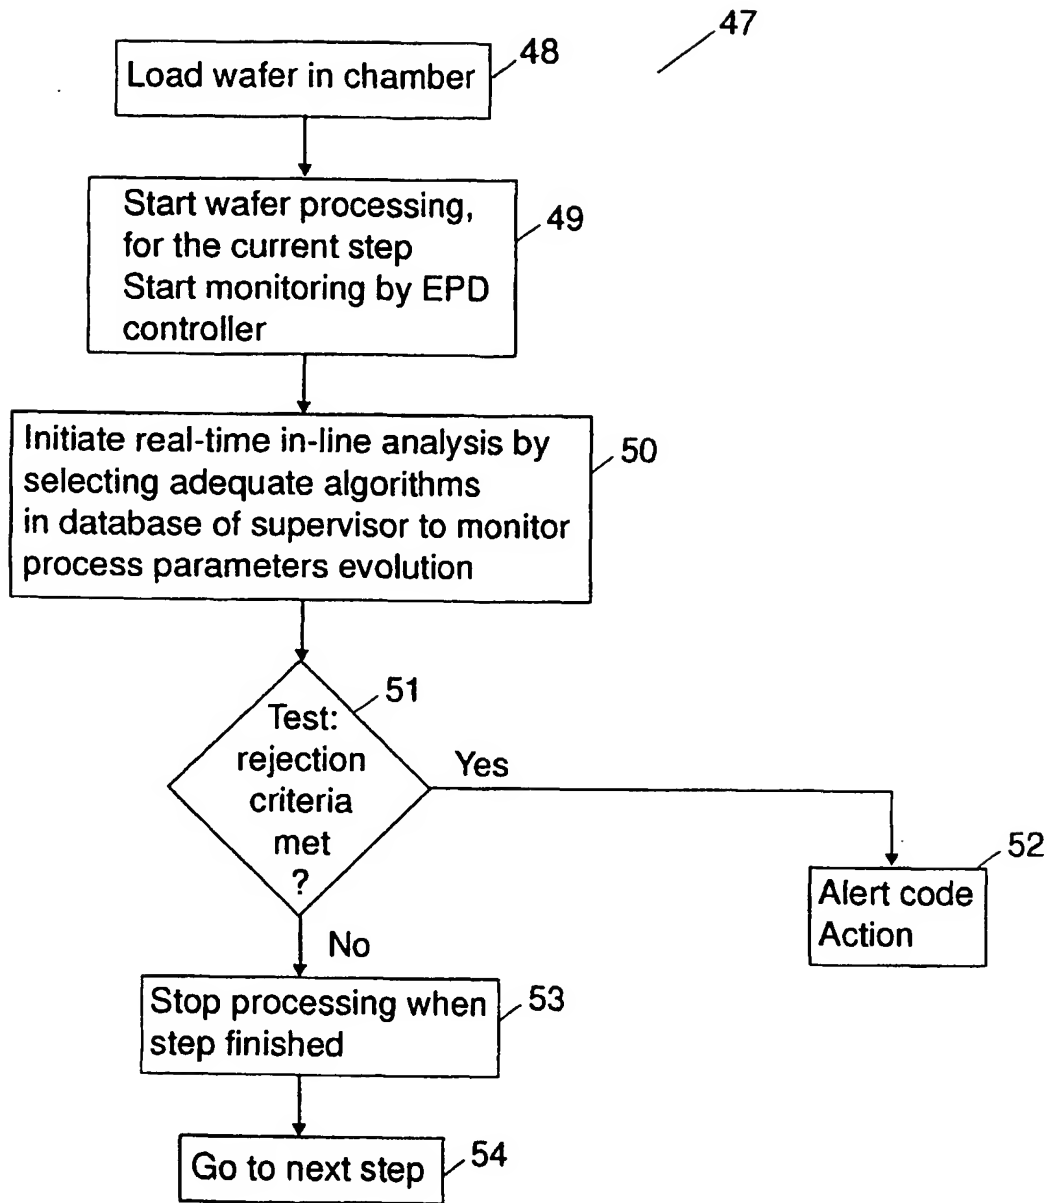 47
48
Load wafer in chamber
49
Start wafer processing,
for the current step
Start monitoring by EPD
controller
50
Initiate real-time in-line analysis by
selecting adequate algorithms
in database of supervisor to monitor
process parameters evolution
51
Test:
rejection
criteria
met
?
Yes
52
Alert code
Action
No
53
Stop processing when
step finished
54
Go to next step